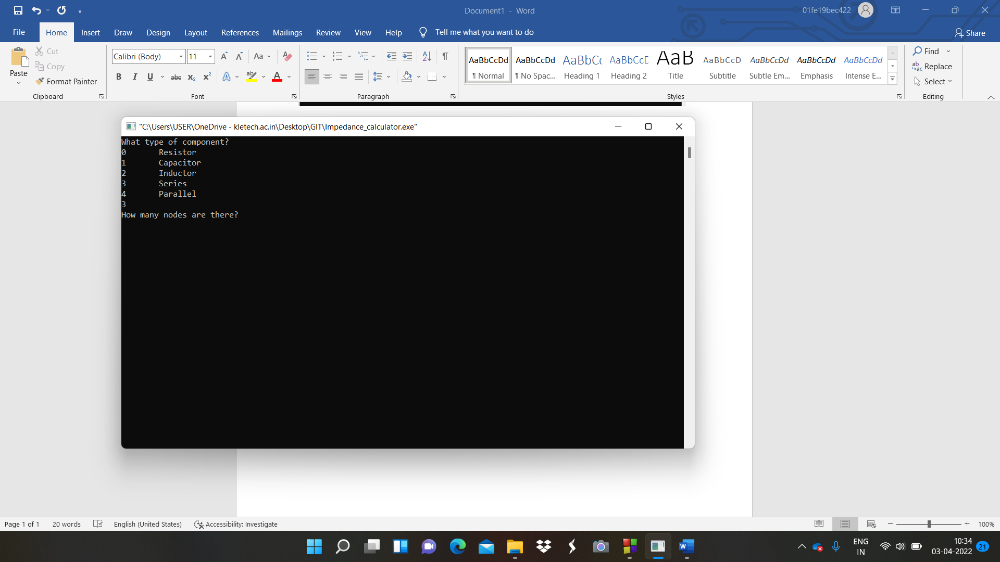 Document1 - Word
01fe19bec422
File Home Insert Draw Design Layout References Mailings Review View Help Tell me what you want to do Share
Paste Cut Copy Format Painter Clipboard
Calibri (Body) 11 Aa
B I U abc x₂ x² A ab A
Font
Paragraph
AaBbCcDd ¶ Normal
AaBbCcDd ¶ No Spac...
AaBbCc Heading 1
AaBbCcC Heading 2
AaB Title
AaBbCcD Subtitle
AaBbCcDd Subtle Em...
AaBbCcDd Emphasis
AaBbCcDd Intense E...
Styles
Find
Replace
Select
Editing
"C:\Users\USER\OneDrive - kletech.ac.in\Desktop\GIT\Impedance_calculator.exe"
What type of component?
0 Resistor
1 Capacitor
2 Inductor
3 Series
4 Parallel
3
How many nodes are there?
Page 1 of 1 20 words English (United States) Accessibility: Investigate 100%
ENG
IN
10:34
03-04-2022
21